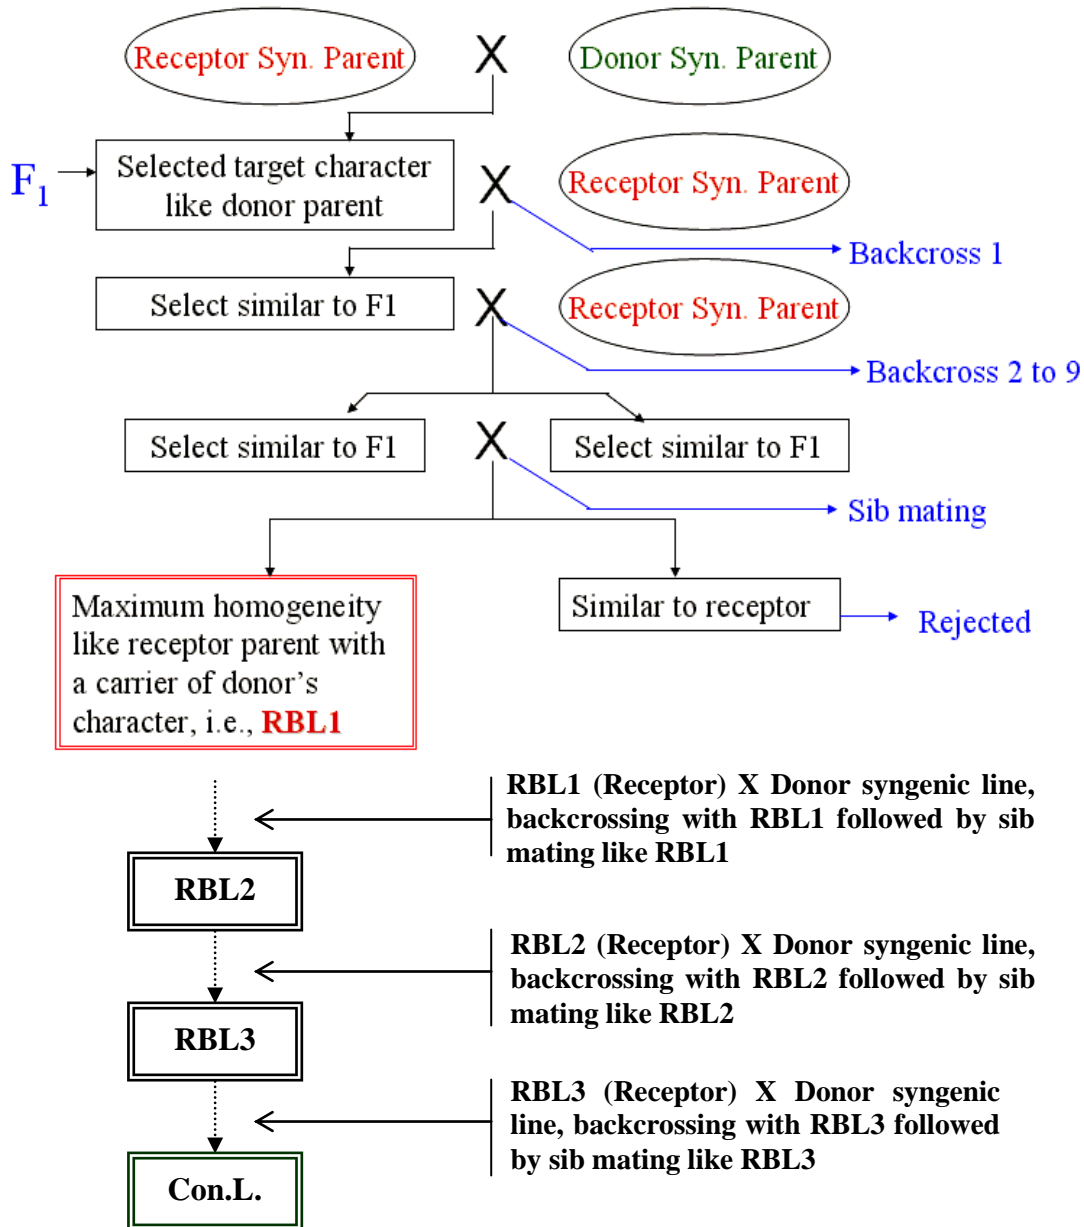 Receptor Syn. Parent X Donor Syn. Parent
F1
Selected target character
like donor parent
X
Receptor Syn. Parent
Backcross 1
Select similar to F1
X
Receptor Syn. Parent
Backcross 2 to 9
Select similar to F1
X
Select similar to F1
Sib mating
Maximum homogeneity
like receptor parent with
a carrier of donor's
character, i.e., RBL1
Similar to receptor
Rejected
RBL1 (Receptor) X Donor syngenic line,
backcrossing with RBL1 followed by sib
mating like RBL1
RBL2
RBL2 (Receptor) X Donor syngenic line,
backcrossing with RBL2 followed by sib
mating like RBL2
RBL3
RBL3 (Receptor) X Donor syngenic
line, backcrossing with RBL3 followed
by sib mating like RBL3
Con.L.